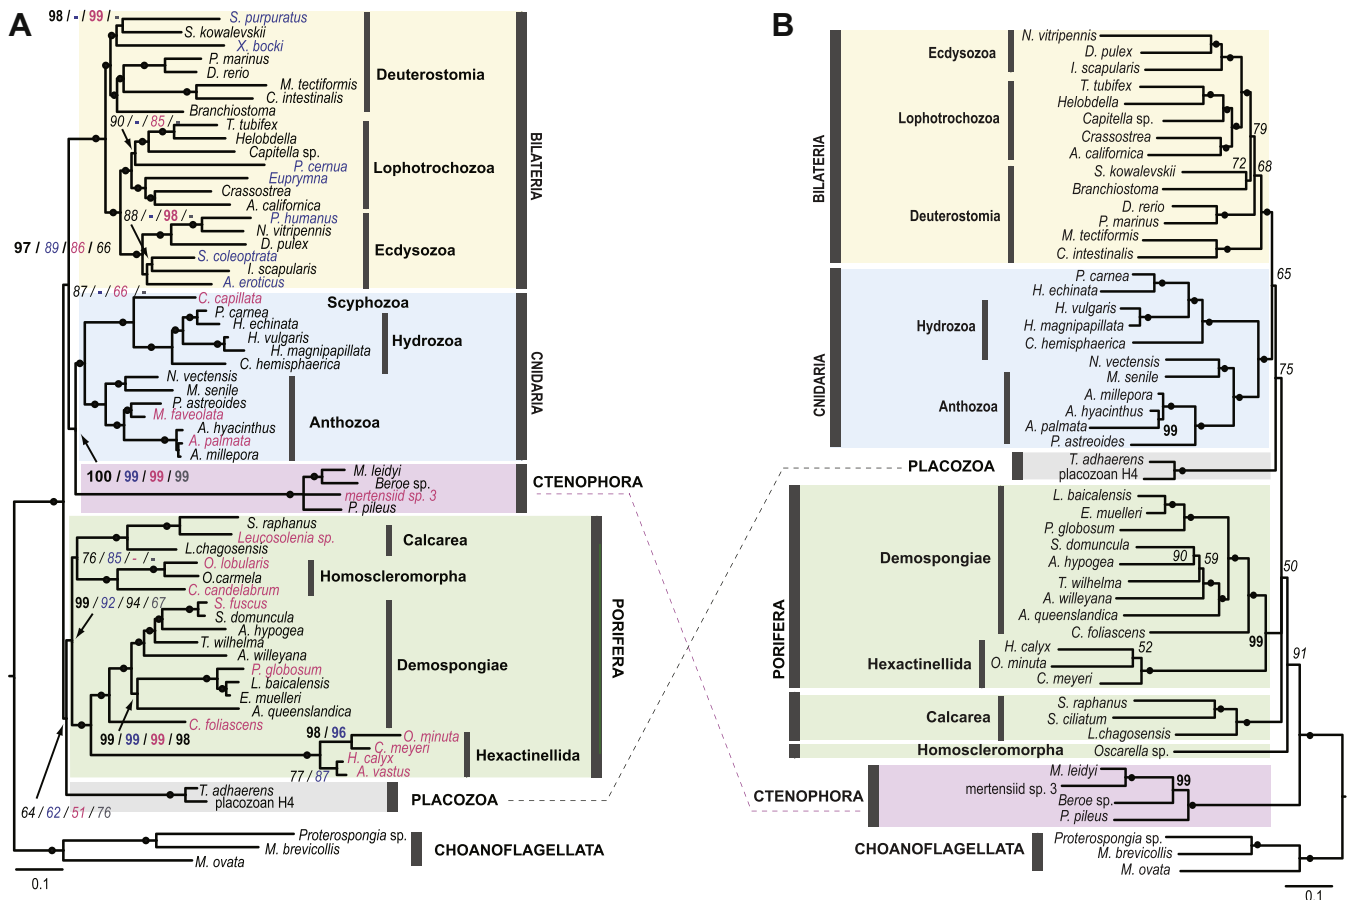 A
98 / - / 99 / -
S. purpuratus
S. kowalevskii
X. bocki
P. marinus
D. rerio
M. tectiformis
C. intestinalis
Branchiostoma
Deuterostomia
90 / - / 85 / -
T. tubifex
Helobdella
Capitella sp.
P. cernua
Euprymna
Crassostrea
A. californica
Lophotrochozoa
BILATERIA
88 / - / 98 / -
P. humanus
N. vitripennis
D. pulex
S. coleoptrata
I. scapularis
A. eroticus
Ecdysozoa
97 / 89 / 86 / 66
87 / - / 66 / -
C. capillata
Scyphozoa
P. carnea
H. echinata
H. vulgaris
H. magnipapillata
C. hemisphaerica
Hydrozoa
CNIDARIA
N. vectensis
M. senile
P. astreoides
M. faveolata
A. hyacinthus
A. palmata
A. millepora
Anthozoa
100 / 99 / 99 / 99
M. leidyi
Beroe sp.
mertensiid sp. 3
P. pileus
CTENOPHORA
S. raphanus
Leucosolenia sp.
L.chagosensis
Calcarea
76 / 85 / - / -
O. lobularis
O.carmela
C. candelabrum
Homoscleromorpha
99 / 92 / 94 / 67
S. fuscus
S. domuncula
A. hypogea
T. wilhelma
A. willeyana
P. globosum
L. baicalensis
E. muelleri
A. queenslandica
C. foliascens
Demospongiae
PORIFERA
99 / 99 / 99 / 98
98 / 96
O. minuta
C. meyeri
H. calyx
A. vastus
Hexactinellida
77 / 87
T. adhaerens
placozoan H4
PLACOZOA
64 / 62 / 51 / 76
Proterospongia sp.
M. brevicollis
M. ovata
CHOANOFLAGELLATA
0.1
B
N. vitripennis
D. pulex
I. scapularis
Ecdysozoa
T. tubifex
Helobdella
Capitella sp.
Crassostrea
A. californica
Lophotrochozoa
BILATERIA
79
72
68
S. kowalevskii
Branchiostoma
D. rerio
P. marinus
M. tectiformis
C. intestinalis
Deuterostomia
65
P. carnea
H. echinata
H. vulgaris
H. magnipapillata
C. hemisphaerica
Hydrozoa
CNIDARIA
75
N. vectensis
M. senile
A. millepora
A. hyacinthus
A. palmata
99
P. astreoides
Anthozoa
PLACOZOA
T. adhaerens
placozoan H4
L. baicalensis
E. muelleri
P. globosum
S. domuncula
A. hypogea
90
59
T. wilhelma
A. willeyana
A. queenslandica
C. foliascens
Demospongiae
50
PORIFERA
99
H. calyx
52
O. minuta
C. meyeri
Hexactinellida
91
S. raphanus
S. ciliatum
L.chagosensis
Calcarea
Homoscleromorpha
Oscarella sp.
M. leidyi
mertensiid sp. 3
99
Beroe sp.
P. pileus
CTENOPHORA
Proterospongia sp.
M. brevicollis
M. ovata
CHOANOFLAGELLATA
0.1